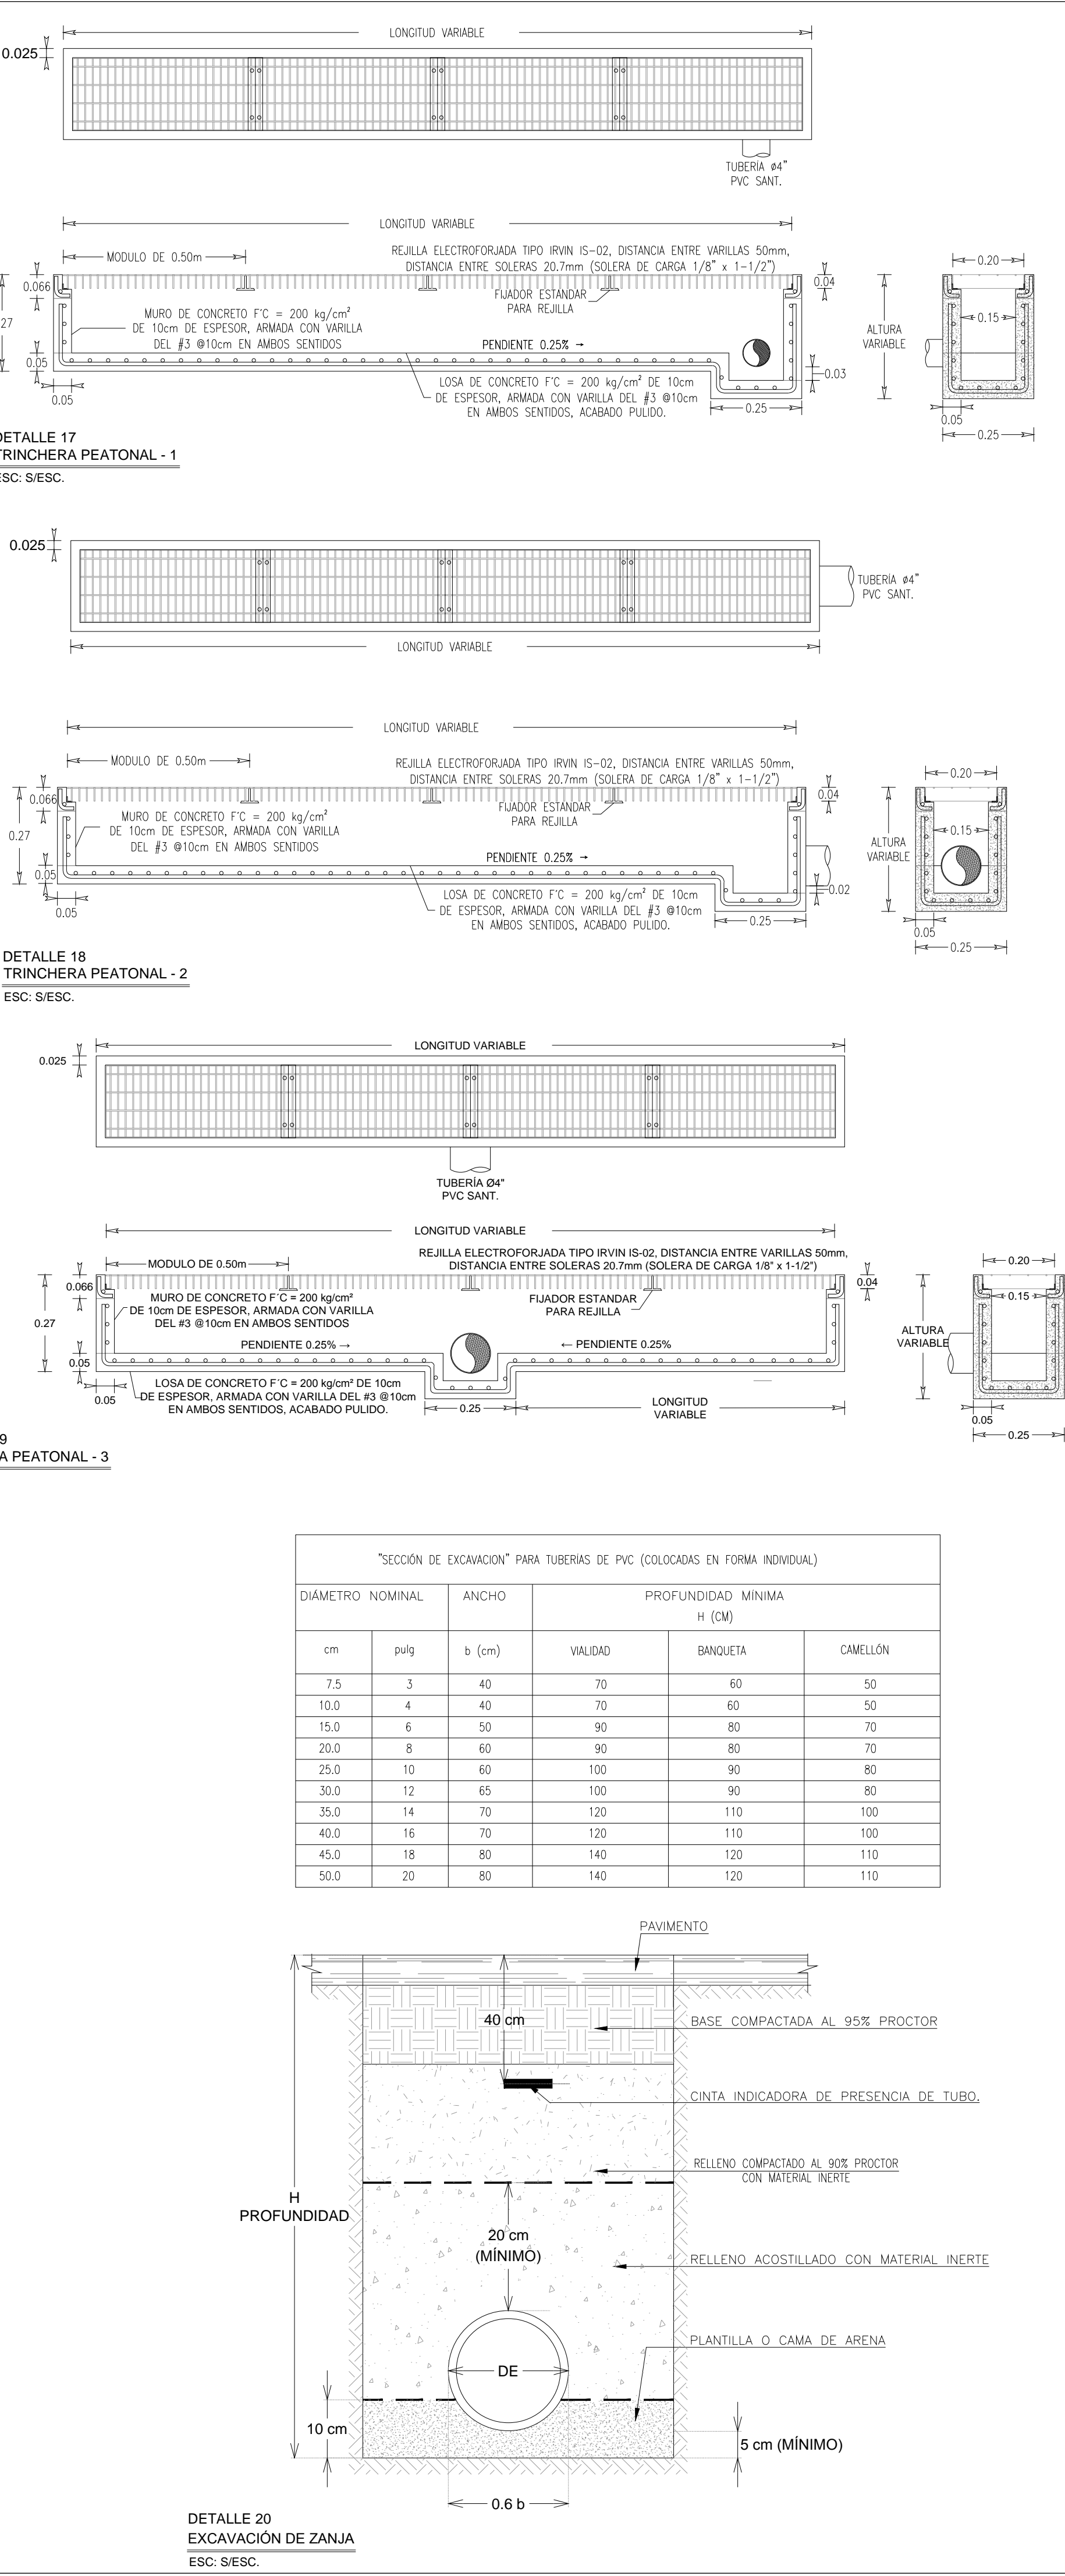 LONGITUD VARIABLE
0.025
TUBERÍA ø4"
PVC SANT.
LONGITUD VARIABLE
MODULO DE 0.50m
REJILLA ELECTROFORJADA TIPO IRVIN IS-02, DISTANCIA ENTRE VARILLAS 50mm,
DISTANCIA ENTRE SOLERAS 20.7mm (SOLERA DE CARGA 1/8" x 1-1/2")
0.20
0.066
0.04
FIJADOR ESTANDAR
PARA REJILLA
MURO DE CONCRETO F'C = 200 kg/cm²
DE 10cm DE ESPESOR, ARMADA CON VARILLA
DEL #3 @10cm EN AMBOS SENTIDOS
27
0.15
ALTURA
VARIABLE
PENDIENTE 0.25% →
0.05
0.03
LOSA DE CONCRETO F'C = 200 kg/cm² DE 10cm
DE ESPESOR, ARMADA CON VARILLA DEL #3 @10cm
EN AMBOS SENTIDOS, ACABADO PULIDO.
0.05
0.25
0.05
0.25
DETALLE 17
TRINCHERA PEATONAL - 1
ESC: S/ESC.
0.025
TUBERÍA ø4"
PVC SANT.
LONGITUD VARIABLE
LONGITUD VARIABLE
MODULO DE 0.50m
REJILLA ELECTROFORJADA TIPO IRVIN IS-02, DISTANCIA ENTRE VARILLAS 50mm,
DISTANCIA ENTRE SOLERAS 20.7mm (SOLERA DE CARGA 1/8" x 1-1/2")
0.20
0.066
0.04
FIJADOR ESTANDAR
PARA REJILLA
MURO DE CONCRETO F'C = 200 kg/cm²
DE 10cm DE ESPESOR, ARMADA CON VARILLA
DEL #3 @10cm EN AMBOS SENTIDOS
0.27
0.15
ALTURA
VARIABLE
PENDIENTE 0.25% →
0.05
0.02
LOSA DE CONCRETO F'C = 200 kg/cm² DE 10cm
DE ESPESOR, ARMADA CON VARILLA DEL #3 @10cm
EN AMBOS SENTIDOS, ACABADO PULIDO.
0.05
0.25
0.05
0.25
DETALLE 18
TRINCHERA PEATONAL - 2
ESC: S/ESC.
LONGITUD VARIABLE
0.025
TUBERÍA Ø4"
PVC SANT.
LONGITUD VARIABLE
MODULO DE 0.50m
REJILLA ELECTROFORJADA TIPO IRVIN IS-02, DISTANCIA ENTRE VARILLAS 50mm,
DISTANCIA ENTRE SOLERAS 20.7mm (SOLERA DE CARGA 1/8" x 1-1/2")
0.20
0.066
0.04
MURO DE CONCRETO F´C = 200 kg/cm²
DE 10cm DE ESPESOR, ARMADA CON VARILLA
DEL #3 @10cm EN AMBOS SENTIDOS
FIJADOR ESTANDAR
PARA REJILLA
0.15
0.27
ALTURA
VARIABLE
PENDIENTE 0.25% →
← PENDIENTE 0.25%
0.05
LOSA DE CONCRETO F´C = 200 kg/cm² DE 10cm
DE ESPESOR, ARMADA CON VARILLA DEL #3 @10cm
EN AMBOS SENTIDOS, ACABADO PULIDO.
0.05
0.25
LONGITUD
VARIABLE
0.05
0.25
9
A PEATONAL - 3
"SECCIÓN DE EXCAVACION" PARA TUBERÍAS DE PVC (COLOCADAS EN FORMA INDIVIDUAL)
DIÁMETRO NOMINAL ANCHO PROFUNDIDAD MÍNIMA
H (CM)
cm pulg b (cm) VIALIDAD BANQUETA CAMELLÓN
7.5 3 40 70 60 50
10.0 4 40 70 60 50
15.0 6 50 90 80 70
20.0 8 60 90 80 70
25.0 10 60 100 90 80
30.0 12 65 100 90 80
35.0 14 70 120 110 100
40.0 16 70 120 110 100
45.0 18 80 140 120 110
50.0 20 80 140 120 110
PAVIMENTO
40 cm
BASE COMPACTADA AL 95% PROCTOR
CINTA INDICADORA DE PRESENCIA DE TUBO.
RELLENO COMPACTADO AL 90% PROCTOR
CON MATERIAL INERTE
H
PROFUNDIDAD
20 cm
(MÍNIMO)
RELLENO ACOSTILLADO CON MATERIAL INERTE
PLANTILLA O CAMA DE ARENA
DE
10 cm
5 cm (MÍNIMO)
0.6 b
DETALLE 20
EXCAVACIÓN DE ZANJA
ESC: S/ESC.